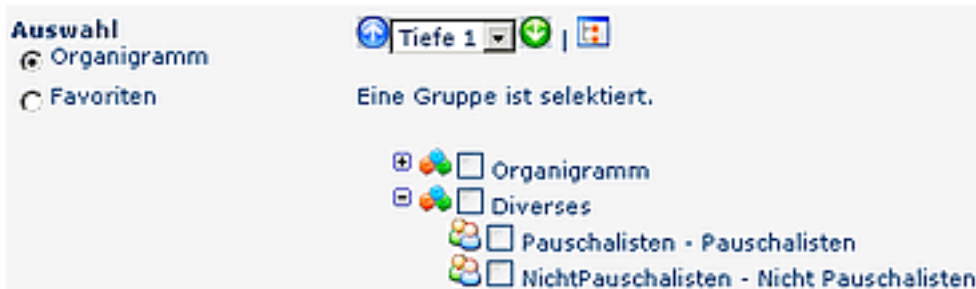 Auswahl
Organigramm
Favoriten
Tiefe 1 |
Eine Gruppe ist selektiert.
Organigramm
Diverses
Pauschalisten - Pauschalisten
NichtPauschalisten - Nicht Pauschalisten